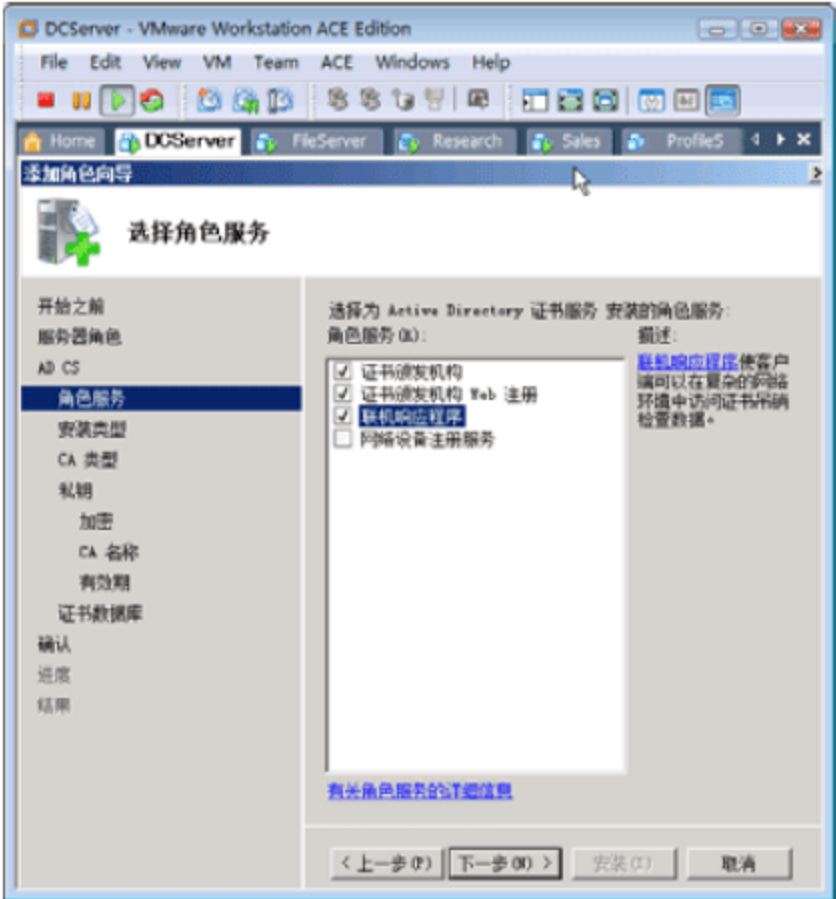 DCServer - VMware Workstation ACE Edition
File Edit View VM Team ACE Windows Help
Home DCServer FileServer Research Sales ProfileS
添加角色向导
选择角色服务
开始之前
服务器角色
AD CS
角色服务
安装类型
CA 类型
私钥
加密
CA 名称
有效期
证书数据库
确认
进度
结果
选择为 Active Directory 证书服务 安装的角色服务:
角色服务(R):
证书颁发机构
证书颁发机构 Web 注册
联机响应程序
网络设备注册服务
有关角色服务的详细信息
描述:
联机响应程序使客户
端可以在复杂的网络
环境中访问证书吊销
检查数据。
< 上一步(P) 下一步(N) > 安装(I) 取消